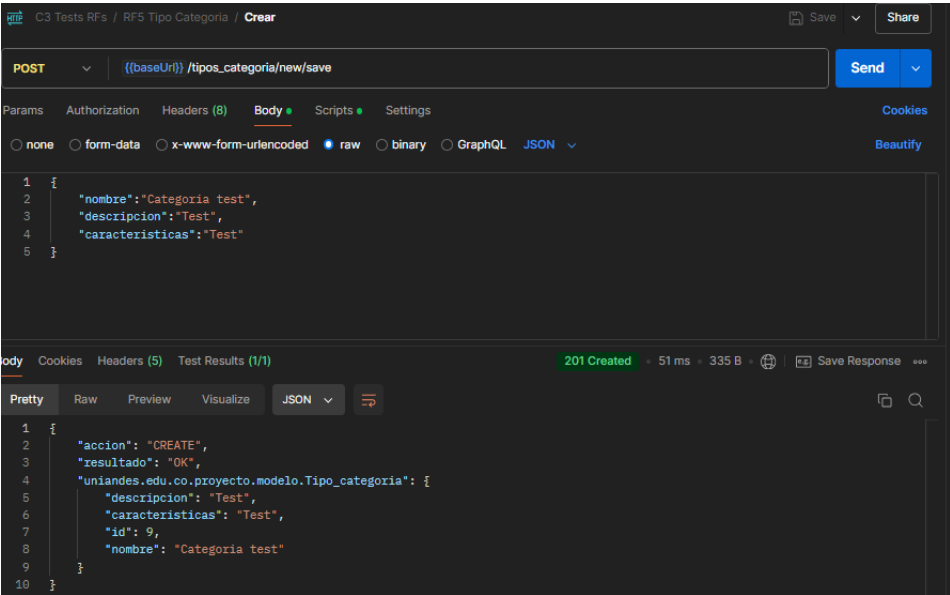 HTTP C3 Tests RFs / RF5 Tipo Categoria / Crear Save Share
POST {{baseUrl}} /tipos_categoria/new/save Send
Params Authorization Headers (8) Body Scripts Settings Cookies
none form-data x-www-form-urlencoded raw binary GraphQL JSON Beautify
1 {
2 "nombre":"Categoria test",
3 "descripcion":"Test",
4 "caracteristicas":"Test"
5 }
Body Cookies Headers (5) Test Results (1/1) 201 Created 51 ms 335 B e.g. Save Response
Pretty Raw Preview Visualize JSON
1 {
2 "accion": "CREATE",
3 "resultado": "OK",
4 "uniandes.edu.co.proyecto.modelo.Tipo_categoria": {
5 "descripcion": "Test",
6 "caracteristicas": "Test",
7 "id": 9,
8 "nombre": "Categoria test"
9 }
10 }